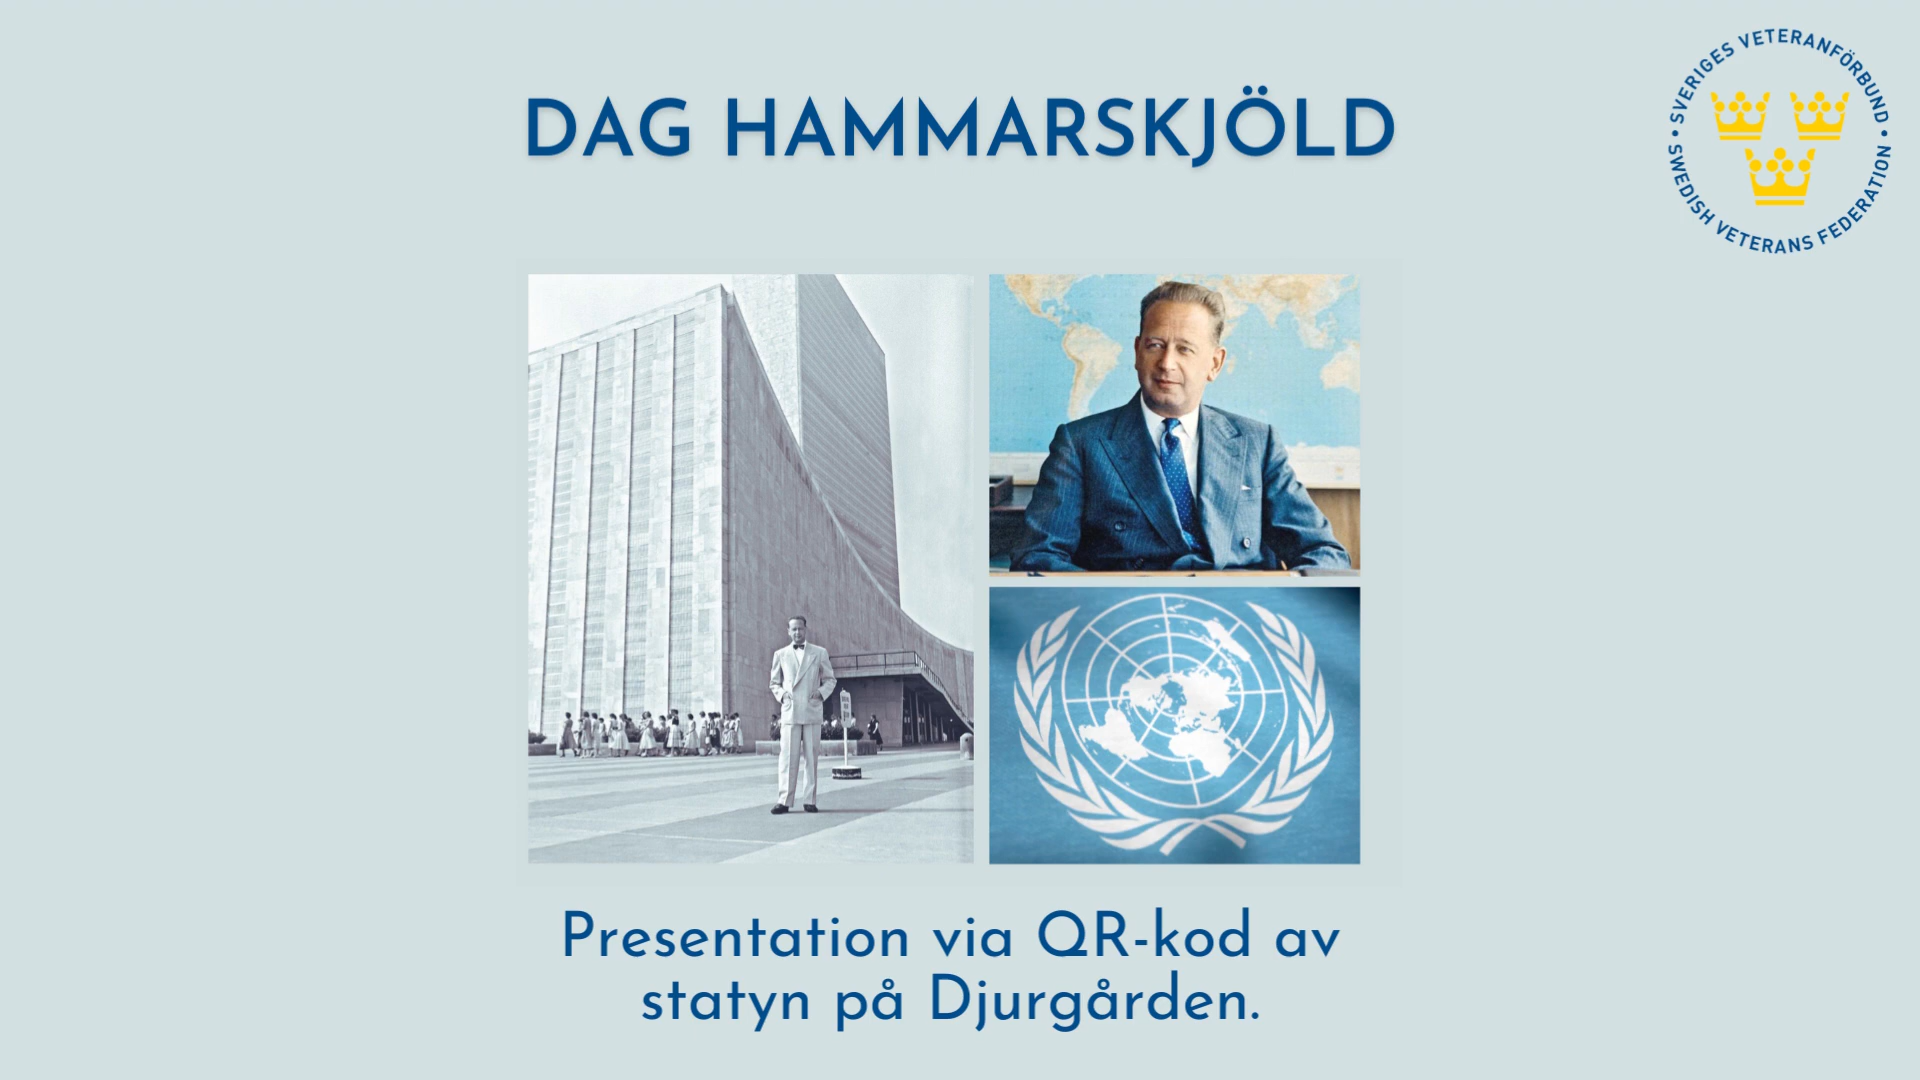 DAG HAMMARSKJÖLD
• SVERIGES VETERANFÖRBUND •
SWEDISH VETERANS FEDERATION
Presentation via QR-kod av
statyn på Djurgården.